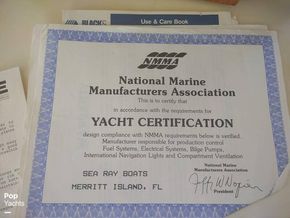 BLACK
Use & Care Book
NMMA
National Marine
Manufacturers Association
This is to certify that
in accordance with the requirements for
YACHT CERTIFICATION
design compliance with NMMA requirements below is verified.
Manufacturer responsible for production control
Fuel Systems, Electrical Systems, Bilge Pumps,
International Navigation Lights and Compartment Ventilation
National Marine
Manufacturers Association
SEA RAY BOATS
MERRITT ISLAND, FL
President
Pop
Yachts